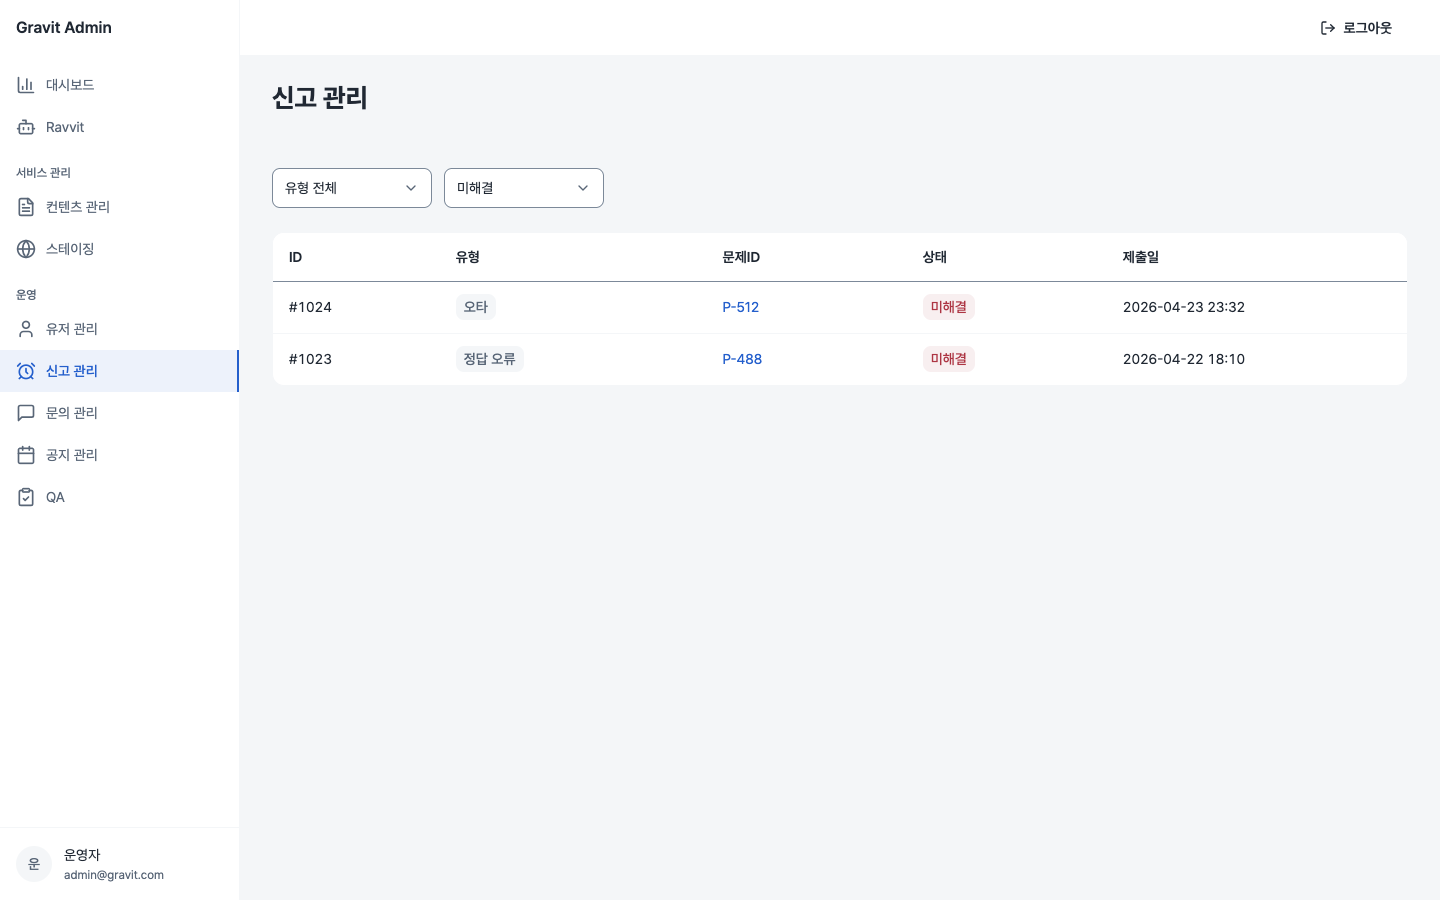 Gravit Admin
로그아웃
대시보드
Ravvit
서비스 관리
컨텐츠 관리
스테이징
운영
유저 관리
신고 관리
문의 관리
공지 관리
QA
운
운영자
admin@gravit.com
신고 관리
유형 전체
미해결
ID 유형 문제ID 상태 제출일
#1024 오타 P-512 미해결 2026-04-23 23:32
#1023 정답 오류 P-488 미해결 2026-04-22 18:10